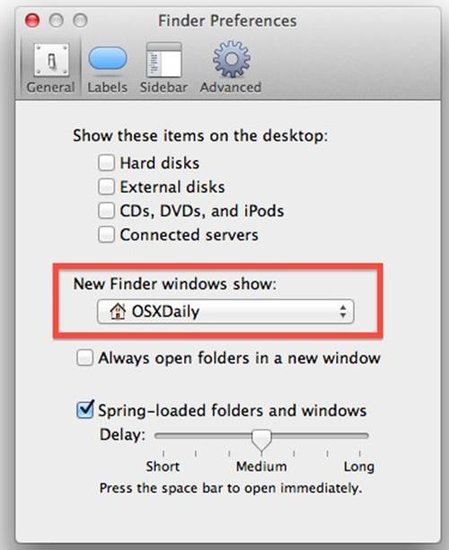 Finder Preferences
General Labels Sidebar Advanced
Show these items on the desktop:
Hard disks
External disks
CDs, DVDs, and iPods
Connected servers
New Finder windows show:
OSXDaily
Always open folders in a new window
Spring-loaded folders and windows
Delay:
Short Medium Long
Press the space bar to open immediately.